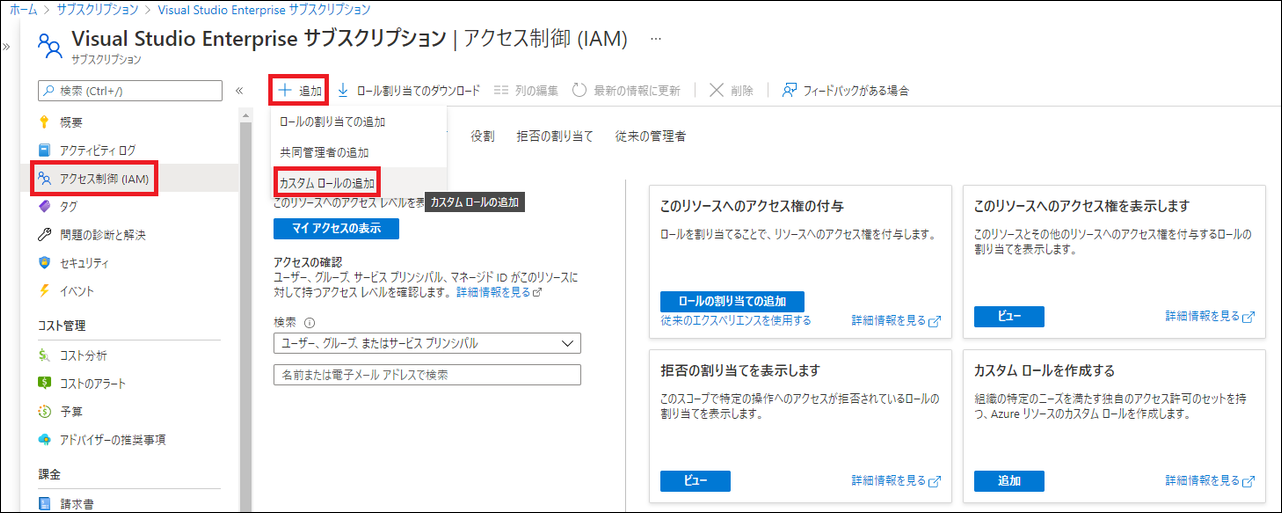 ホーム > サブスクリプション > Visual Studio Enterprise サブスクリプション
»
Visual Studio Enterprise サブスクリプション | アクセス制御 (IAM) …
サブスクリプション
検索 (Ctrl+/)
«
概要
アクティビティ ログ
アクセス制御 (IAM)
タグ
問題の診断と解決
セキュリティ
イベント
コスト管理
コスト分析
コストのアラート
予算
アドバイザーの推奨事項
課金
請求書
+ 追加
ロール割り当てのダウンロード
列の編集
最新の情報に更新
削除
フィードバックがある場合
ロールの割り当ての追加
共同管理者の追加
カスタム ロールの追加
カスタム ロールの追加
役割
拒否の割り当て
従来の管理者
このリソースへのアクセス レベルを表
マイ アクセスの表示
アクセスの確認
ユーザー、グループ、サービス プリンシパル、マネージド ID がこのリソースに
対して持つアクセス レベルを確認します。 詳細情報を見る
検索
ユーザー、グループ、またはサービス プリンシパル
名前または電子メール アドレスで検索
このリソースへのアクセス権の付与
ロールを割り当てることで、リソースへのアクセス権を付与します。
ロールの割り当ての追加
従来のエクスペリエンスを使用する
詳細情報を見る
このリソースへのアクセス権を表示します
このリソースとその他のリソースへのアクセス権を付与するロールの
割り当てを表示します。
ビュー
詳細情報を見る
拒否の割り当てを表示します
このスコープで特定の操作へのアクセスが拒否されているロールの
割り当てを表示します。
ビュー
詳細情報を見る
カスタム ロールを作成する
組織の特定のニーズを満たす独自のアクセス許可のセットを持
つ、Azure リソースのカスタム ロールを作成します。
追加
詳細情報を見る